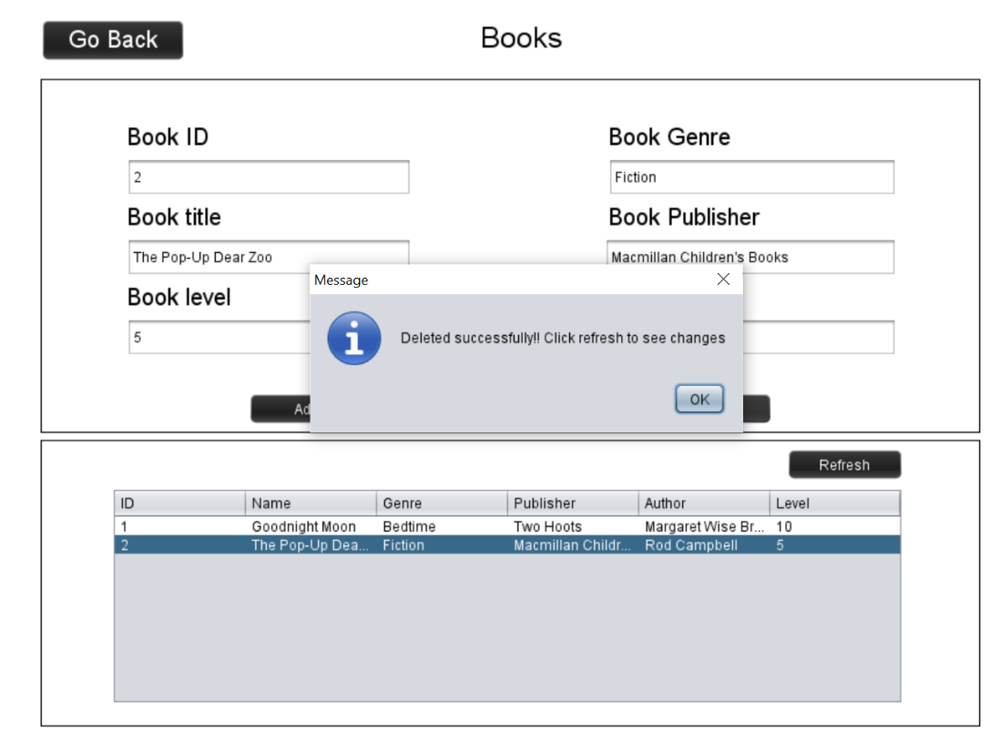 Go Back
Books
Book ID
Book Genre
2
Fiction
Book title
Book Publisher
The Pop-Up Dear Zoo
Macmillan Children's Books
Message
Book level
5
Deleted successfully!! Click refresh to see changes
OK
Refresh
ID Name Genre Publisher Author Level
1 Goodnight Moon Bedtime Two Hoots Margaret Wise Br... 10
2 The Pop-Up Dea... Fiction Macmillan Childr... Rod Campbell 5